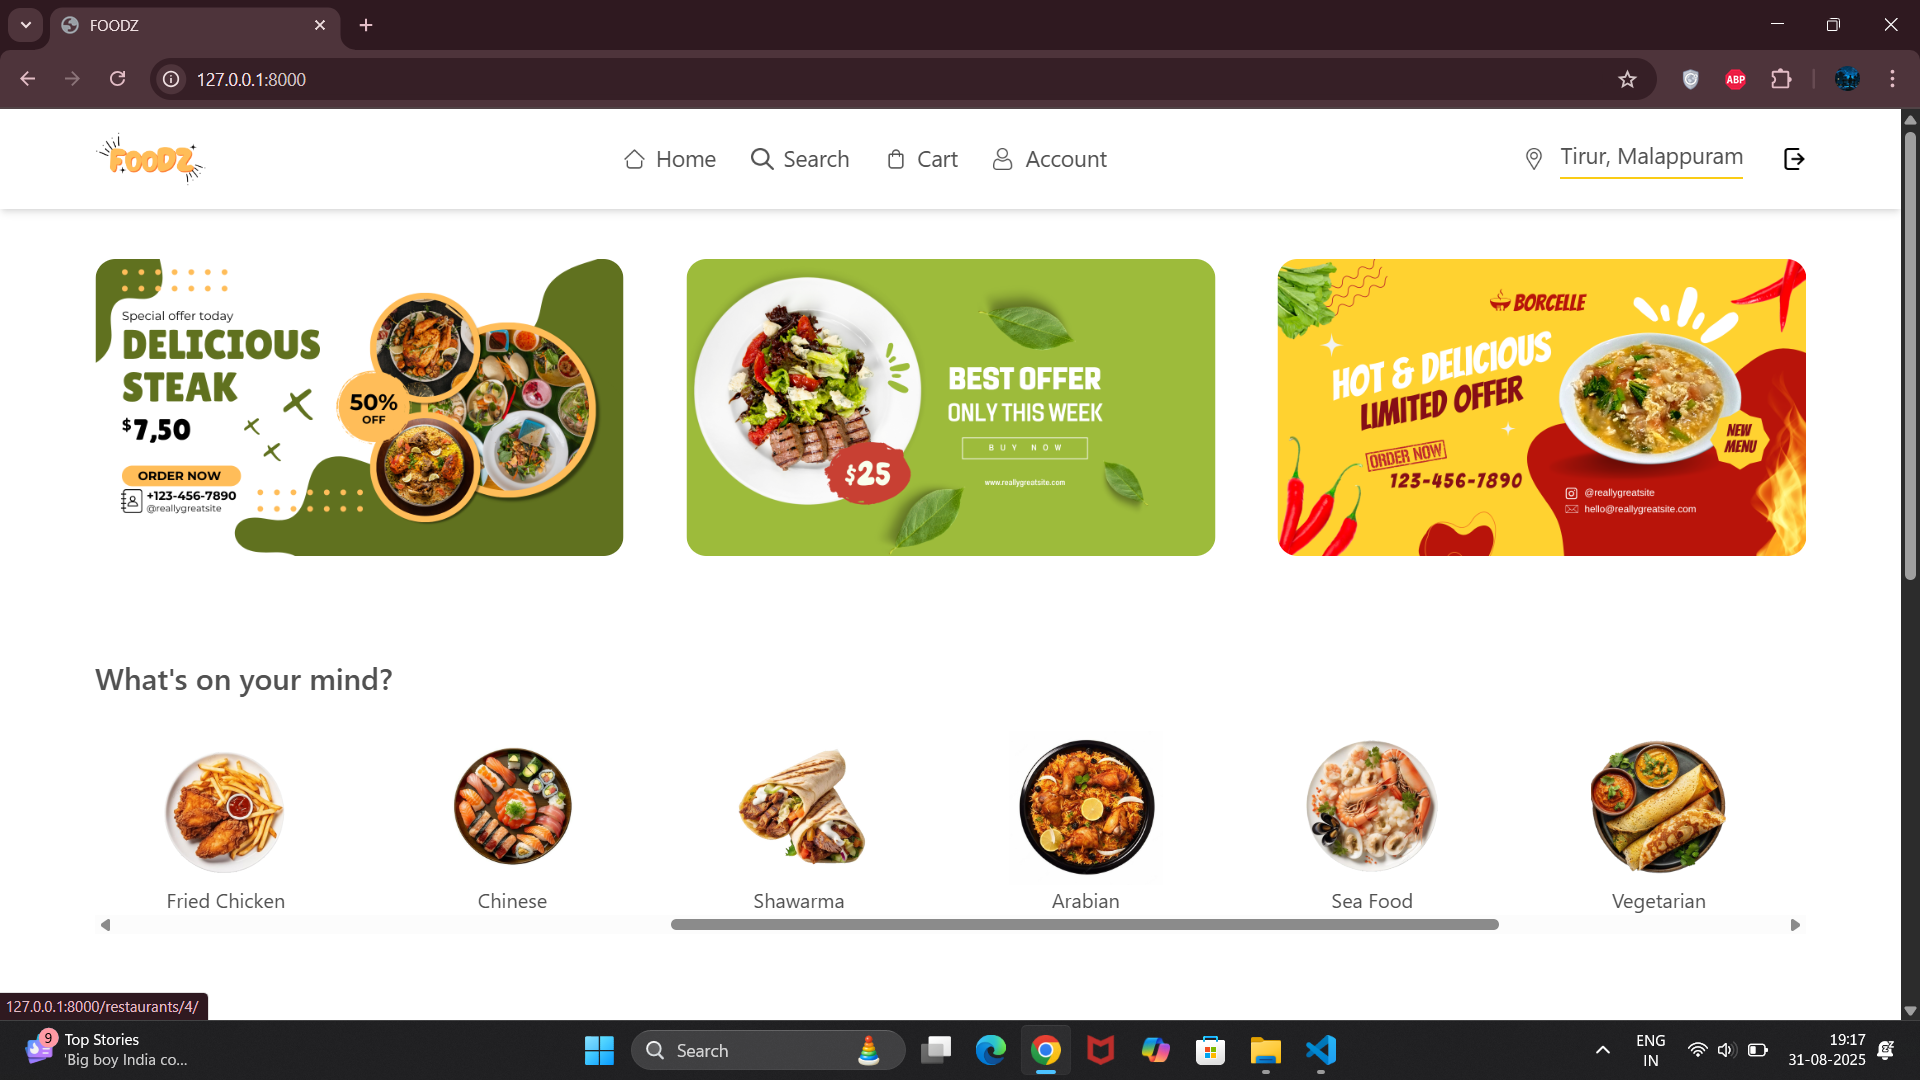 FOODZ
127.0.0.1:8000
ABP
FOODZ
Home
Search
Cart
Account
Tirur, Malappuram
Special offer today
DELICIOUS
STEAK
$7,50
50%
OFF
ORDER NOW
+123-456-7890
@reallygreatsite
$25
BEST OFFER
ONLY THIS WEEK
BUY NOW
www.reallygreatsite.com
BORCELLE
HOT & DELICIOUS
LIMITED OFFER
ORDER NOW
123-456-7890
NEW
MENU
@reallygreatsite
hello@reallygreatsite.com
What's on your mind?
Fried Chicken
Chinese
Shawarma
Arabian
Sea Food
Vegetarian
127.0.0.1:8000/restaurants/4/
9
Top Stories
'Big boy India co...
Search
ENG
IN
19:17
31-08-2025